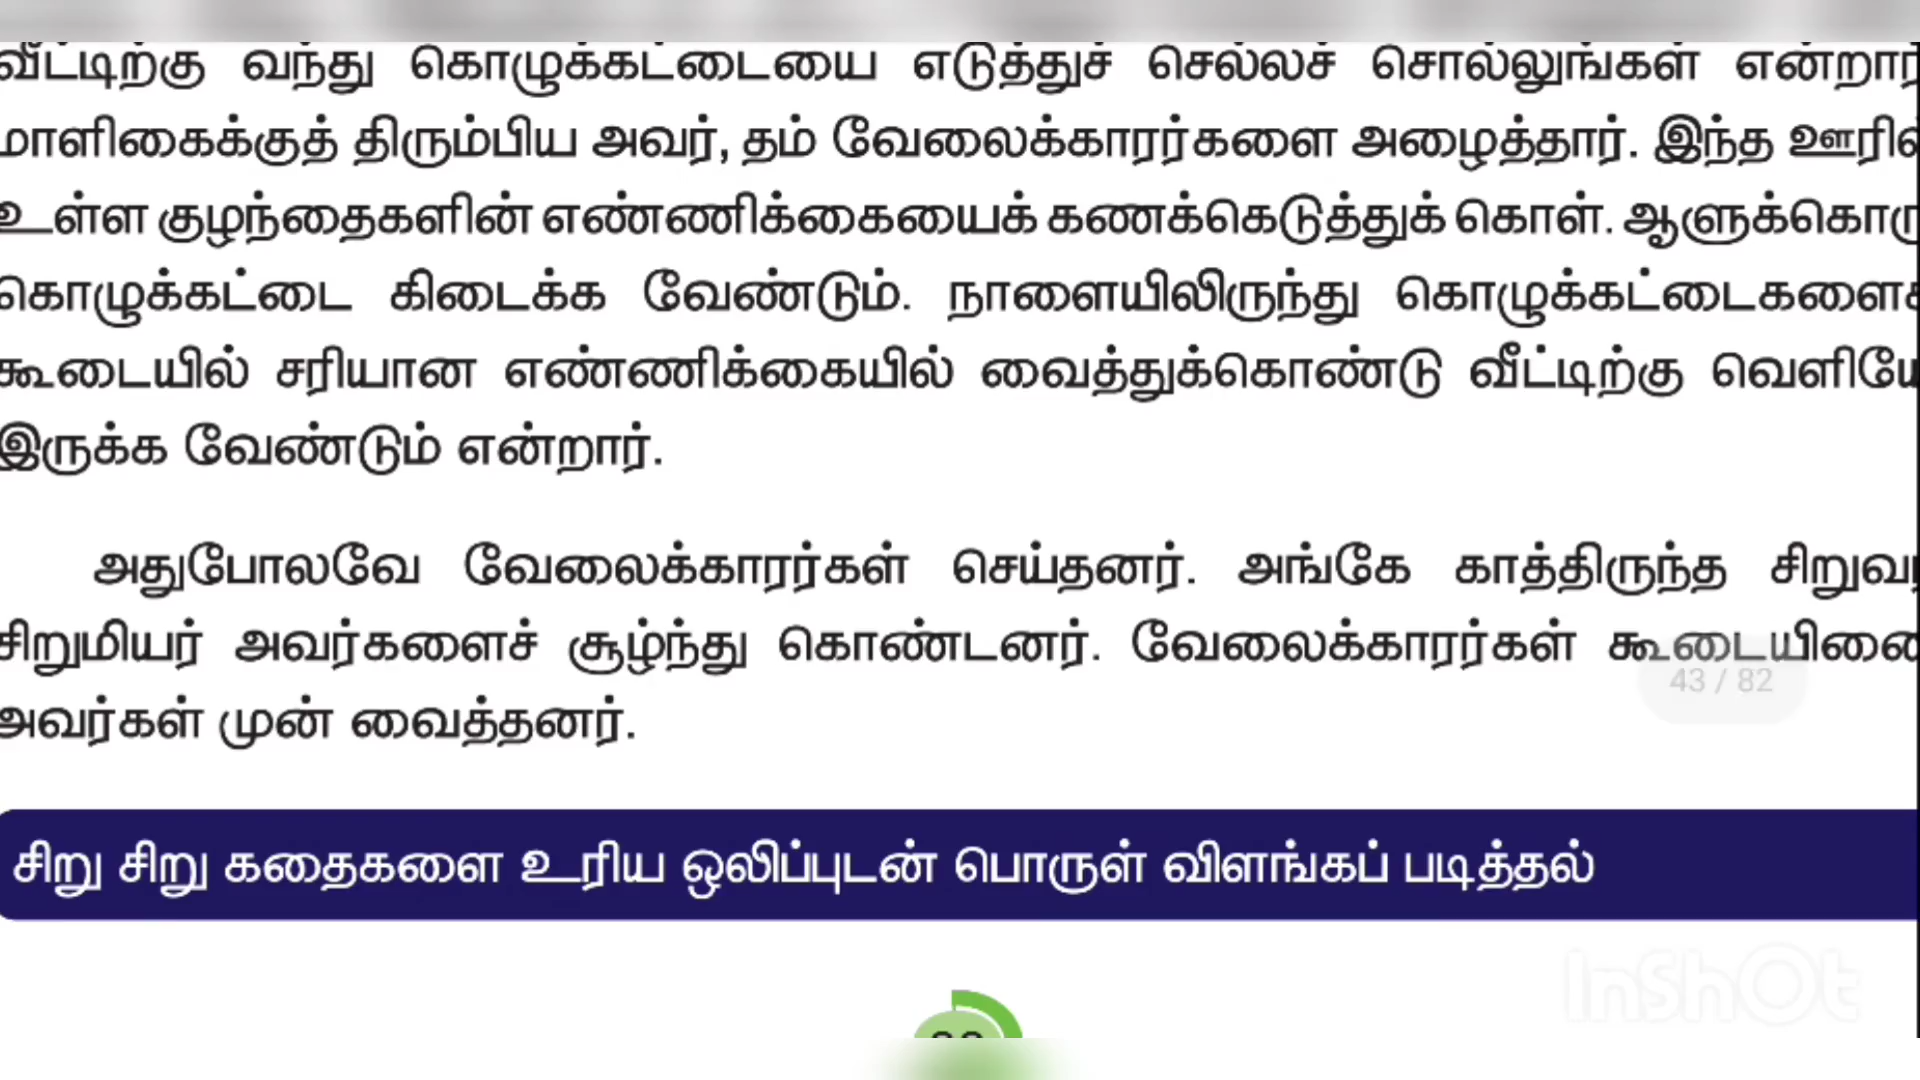 வீட்டிற்கு வந்து கொழுக்கட்டையை எடுத்துச் செல்லச் சொல்லுங்கள் என்றார்
மாளிகைக்குத் திரும்பிய அவர், தம் வேலைக்காரர்களை அழைத்தார். இந்த ஊரில்
உள்ள குழந்தைகளின் எண்ணிக்கையைக் கணக்கெடுத்துக் கொள். ஆளுக்கொரு
கொழுக்கட்டை கிடைக்க வேண்டும். நாளையிலிருந்து கொழுக்கட்டைகளைக்
கூடையில் சரியான எண்ணிக்கையில் வைத்துக்கொண்டு வீட்டிற்கு வெளியே
இருக்க வேண்டும் என்றார்.
அதுபோலவே வேலைக்காரர்கள் செய்தனர். அங்கே காத்திருந்த
சிறுமியர் அவர்களைச் சூழ்ந்து கொண்டனர். வேலைக்காரர்கள் கூடையினை
43 / 82
அவர்கள் முன் வைத்தனர்.
சிறு சிறு கதைகளை உரிய ஒலிப்புடன் பொருள் விளங்கப் படித்தல்
InShOt